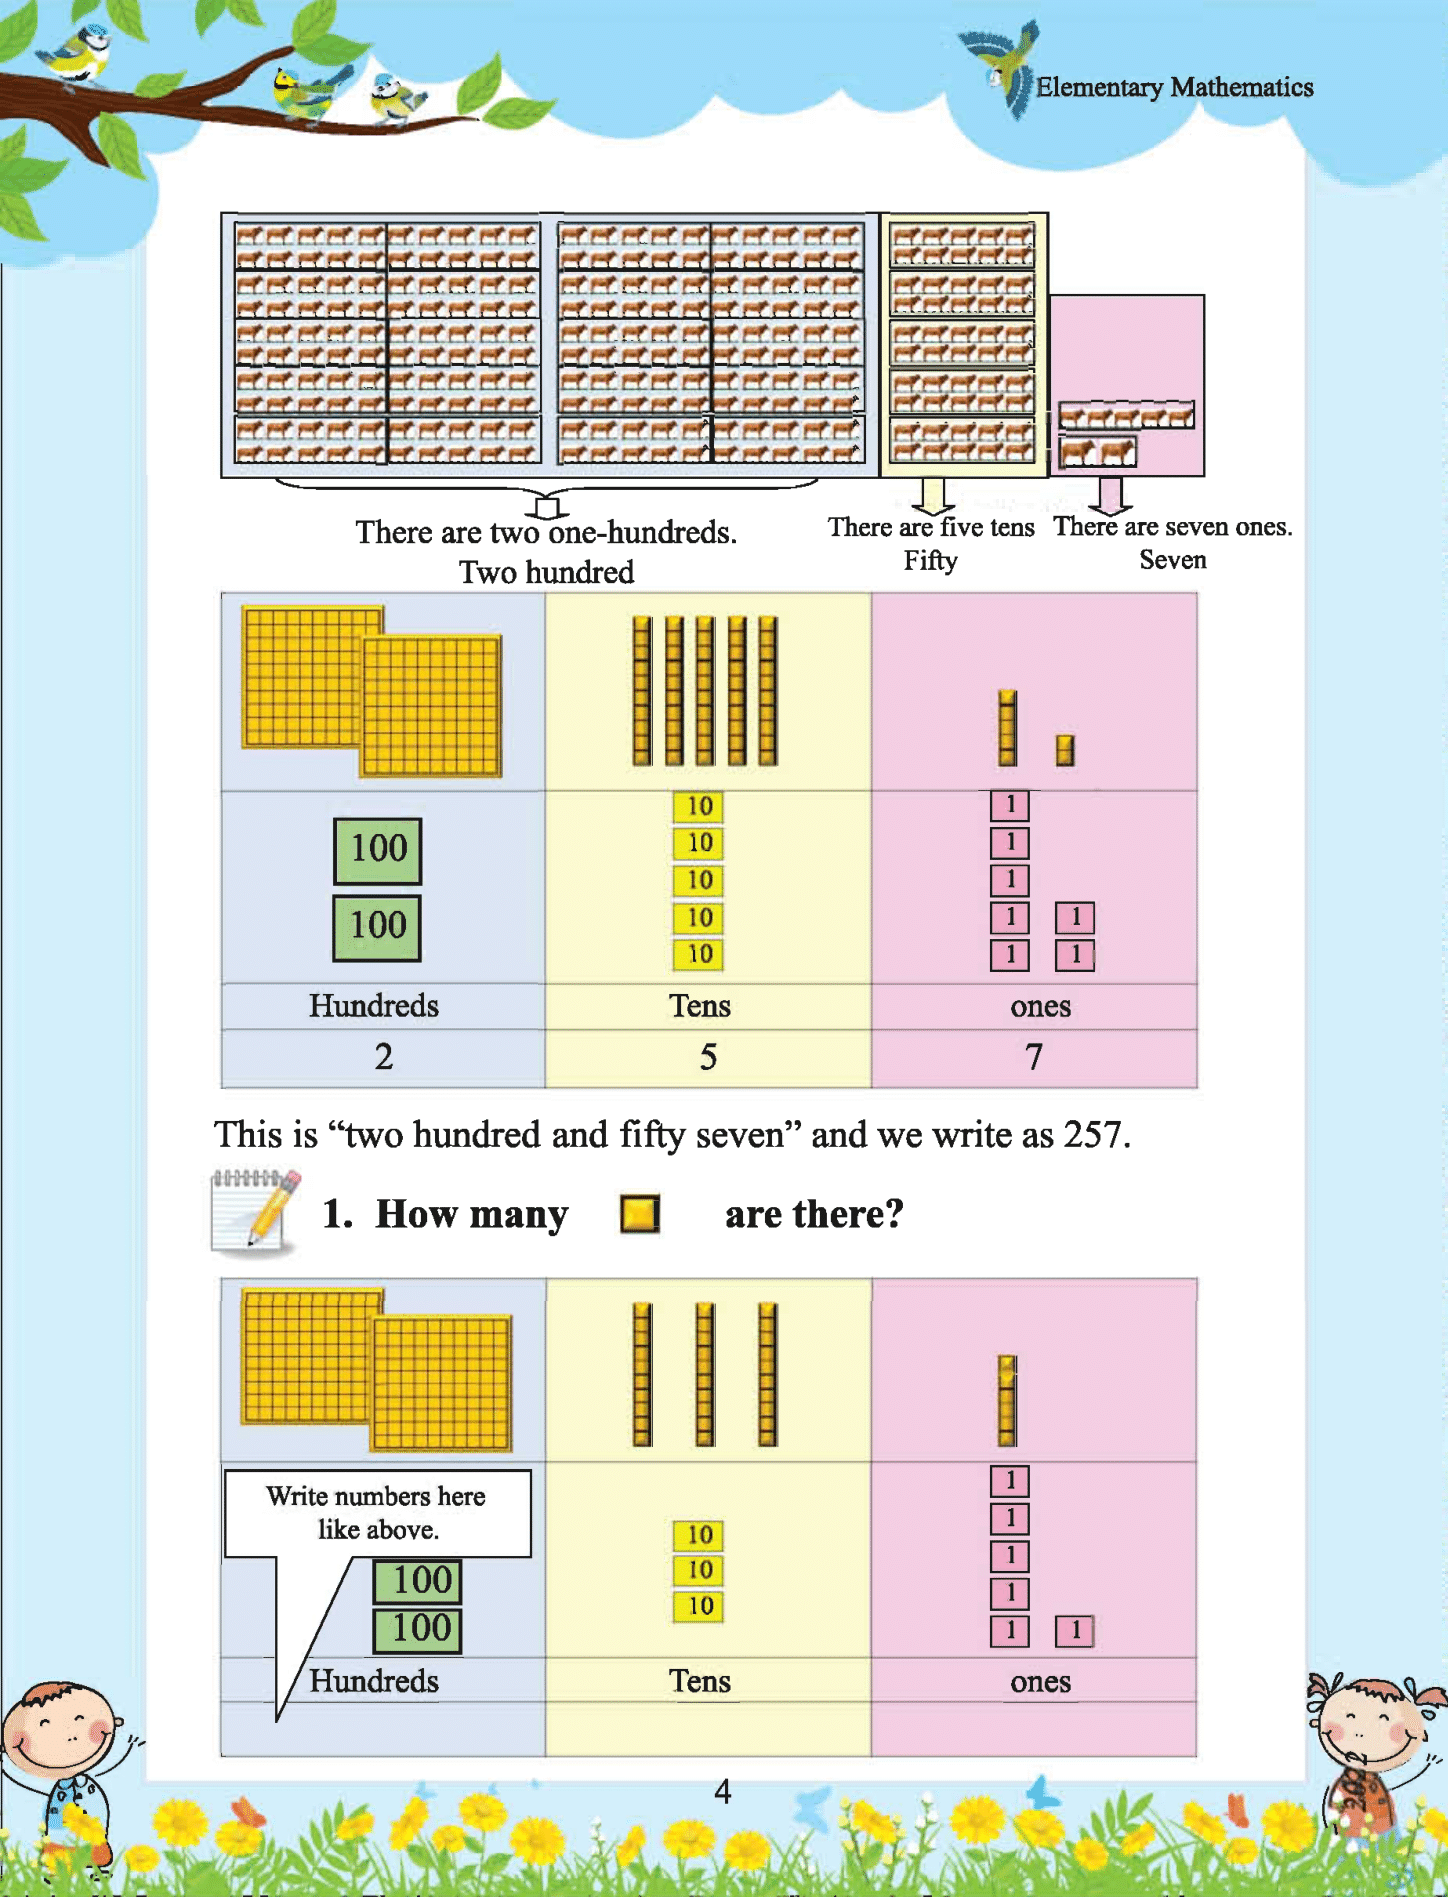 Elementary Mathematics
There are two one-hundreds.
Two hundred
There are five tens
Fifty
There are seven ones.
Seven
100
100
10
10
10
10
10
1
1
1
1 1
1 1
Hundreds Tens ones
2 5 7
This is “two hundred and fifty seven” and we write as 257.
1. How many are there?
Write numbers here
like above.
100
100
10
10
10
1
1
1
1
1 1
Hundreds Tens ones
4